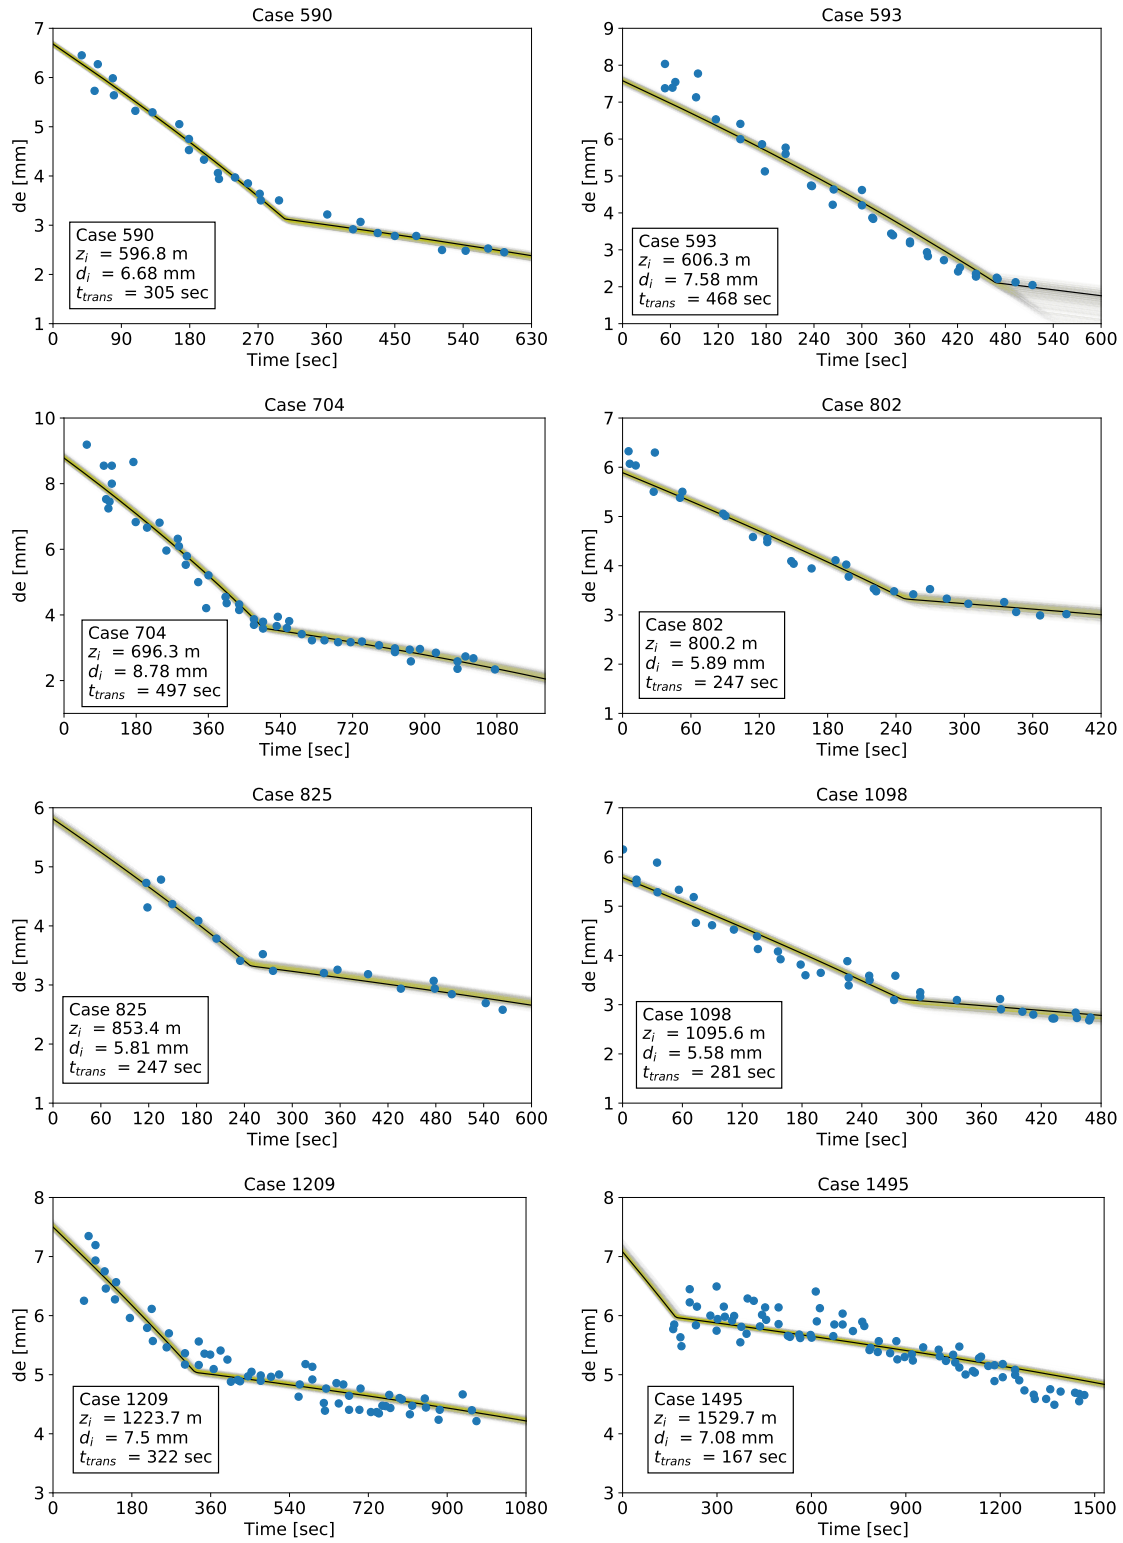 Case 590
7
6
5
4
3
2
1
de [mm]
Case 590
z_i = 596.8 m
d_i = 6.68 mm
t_trans = 305 sec
0 90 180 270 360 450 540 630
Time [sec]
Case 593
9
8
7
6
5
4
3
2
1
de [mm]
Case 593
z_i = 606.3 m
d_i = 7.58 mm
t_trans = 468 sec
0 60 120 180 240 300 360 420 480 540 600
Time [sec]
Case 704
10
8
6
4
2
de [mm]
Case 704
z_i = 696.3 m
d_i = 8.78 mm
t_trans = 497 sec
0 180 360 540 720 900 1080
Time [sec]
Case 802
7
6
5
4
3
2
1
de [mm]
Case 802
z_i = 800.2 m
d_i = 5.89 mm
t_trans = 247 sec
0 60 120 180 240 300 360 420
Time [sec]
Case 825
6
5
4
3
2
1
de [mm]
Case 825
z_i = 853.4 m
d_i = 5.81 mm
t_trans = 247 sec
0 60 120 180 240 300 360 420 480 540 600
Time [sec]
Case 1098
7
6
5
4
3
2
1
de [mm]
Case 1098
z_i = 1095.6 m
d_i = 5.58 mm
t_trans = 281 sec
0 60 120 180 240 300 360 420 480
Time [sec]
Case 1209
8
7
6
5
4
3
de [mm]
Case 1209
z_i = 1223.7 m
d_i = 7.5 mm
t_trans = 322 sec
0 180 360 540 720 900 1080
Time [sec]
Case 1495
8
7
6
5
4
3
de [mm]
Case 1495
z_i = 1529.7 m
d_i = 7.08 mm
t_trans = 167 sec
0 300 600 900 1200 1500
Time [sec]